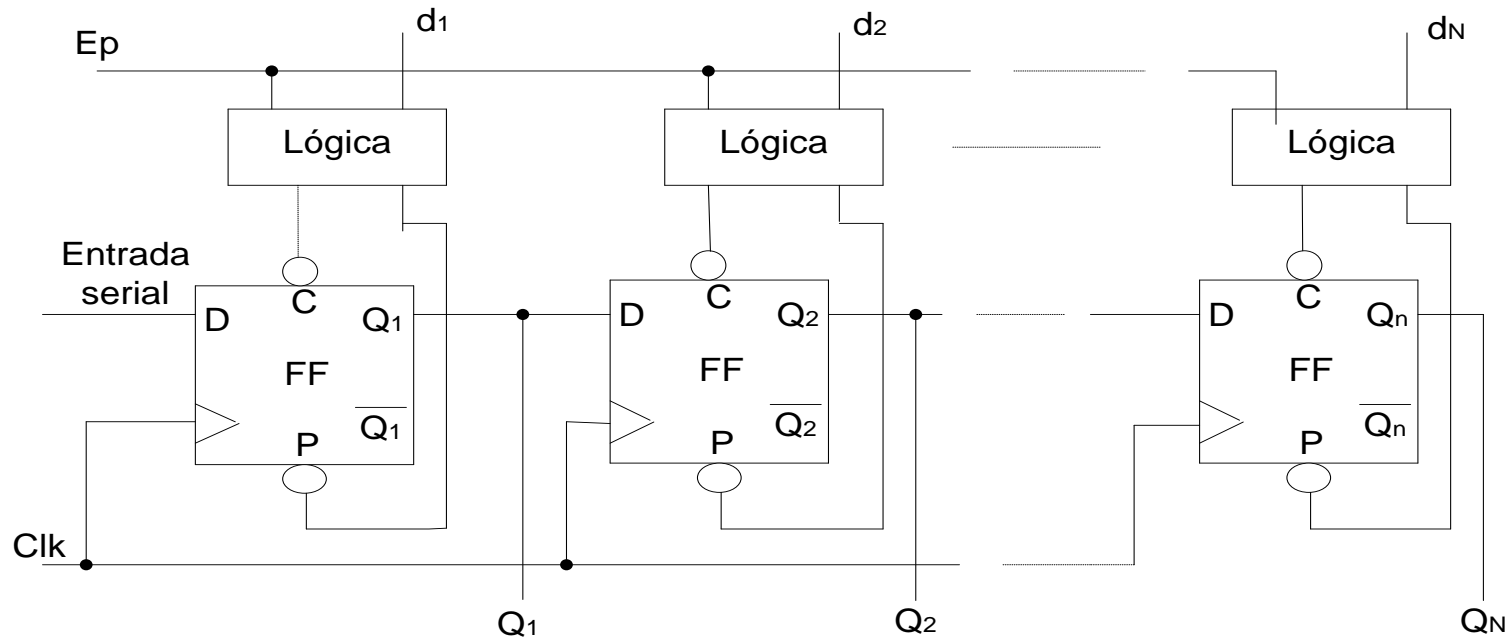 Ep
d1
d2
dN
Lógica
Lógica
Lógica
Entrada
serial
C
D
Q1
FF
Q1
P
C
D
Q2
FF
Q2
P
C
D
Qn
FF
Qn
P
Clk
Q1
Q2
QN